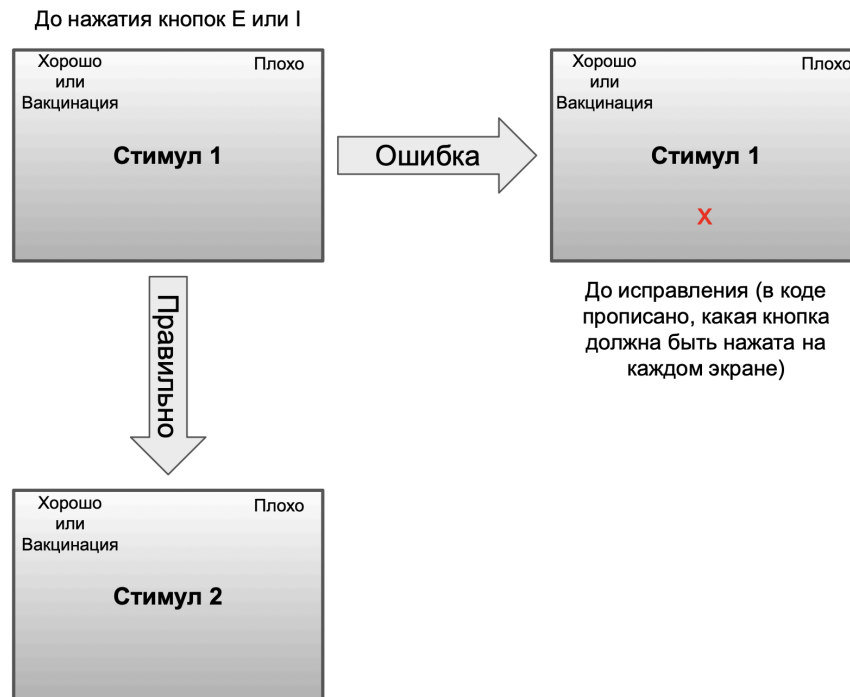 До нажатия кнопок E или I
Хорошо
или
Вакцинация
Плохо
Стимул 1
Ошибка
Хорошо
или
Вакцинация
Плохо
Стимул 1
X
До исправления (в коде
прописано, какая кнопка
должна быть нажата на
каждом экране)
Правильно
Хорошо
или
Вакцинация
Плохо
Стимул 2